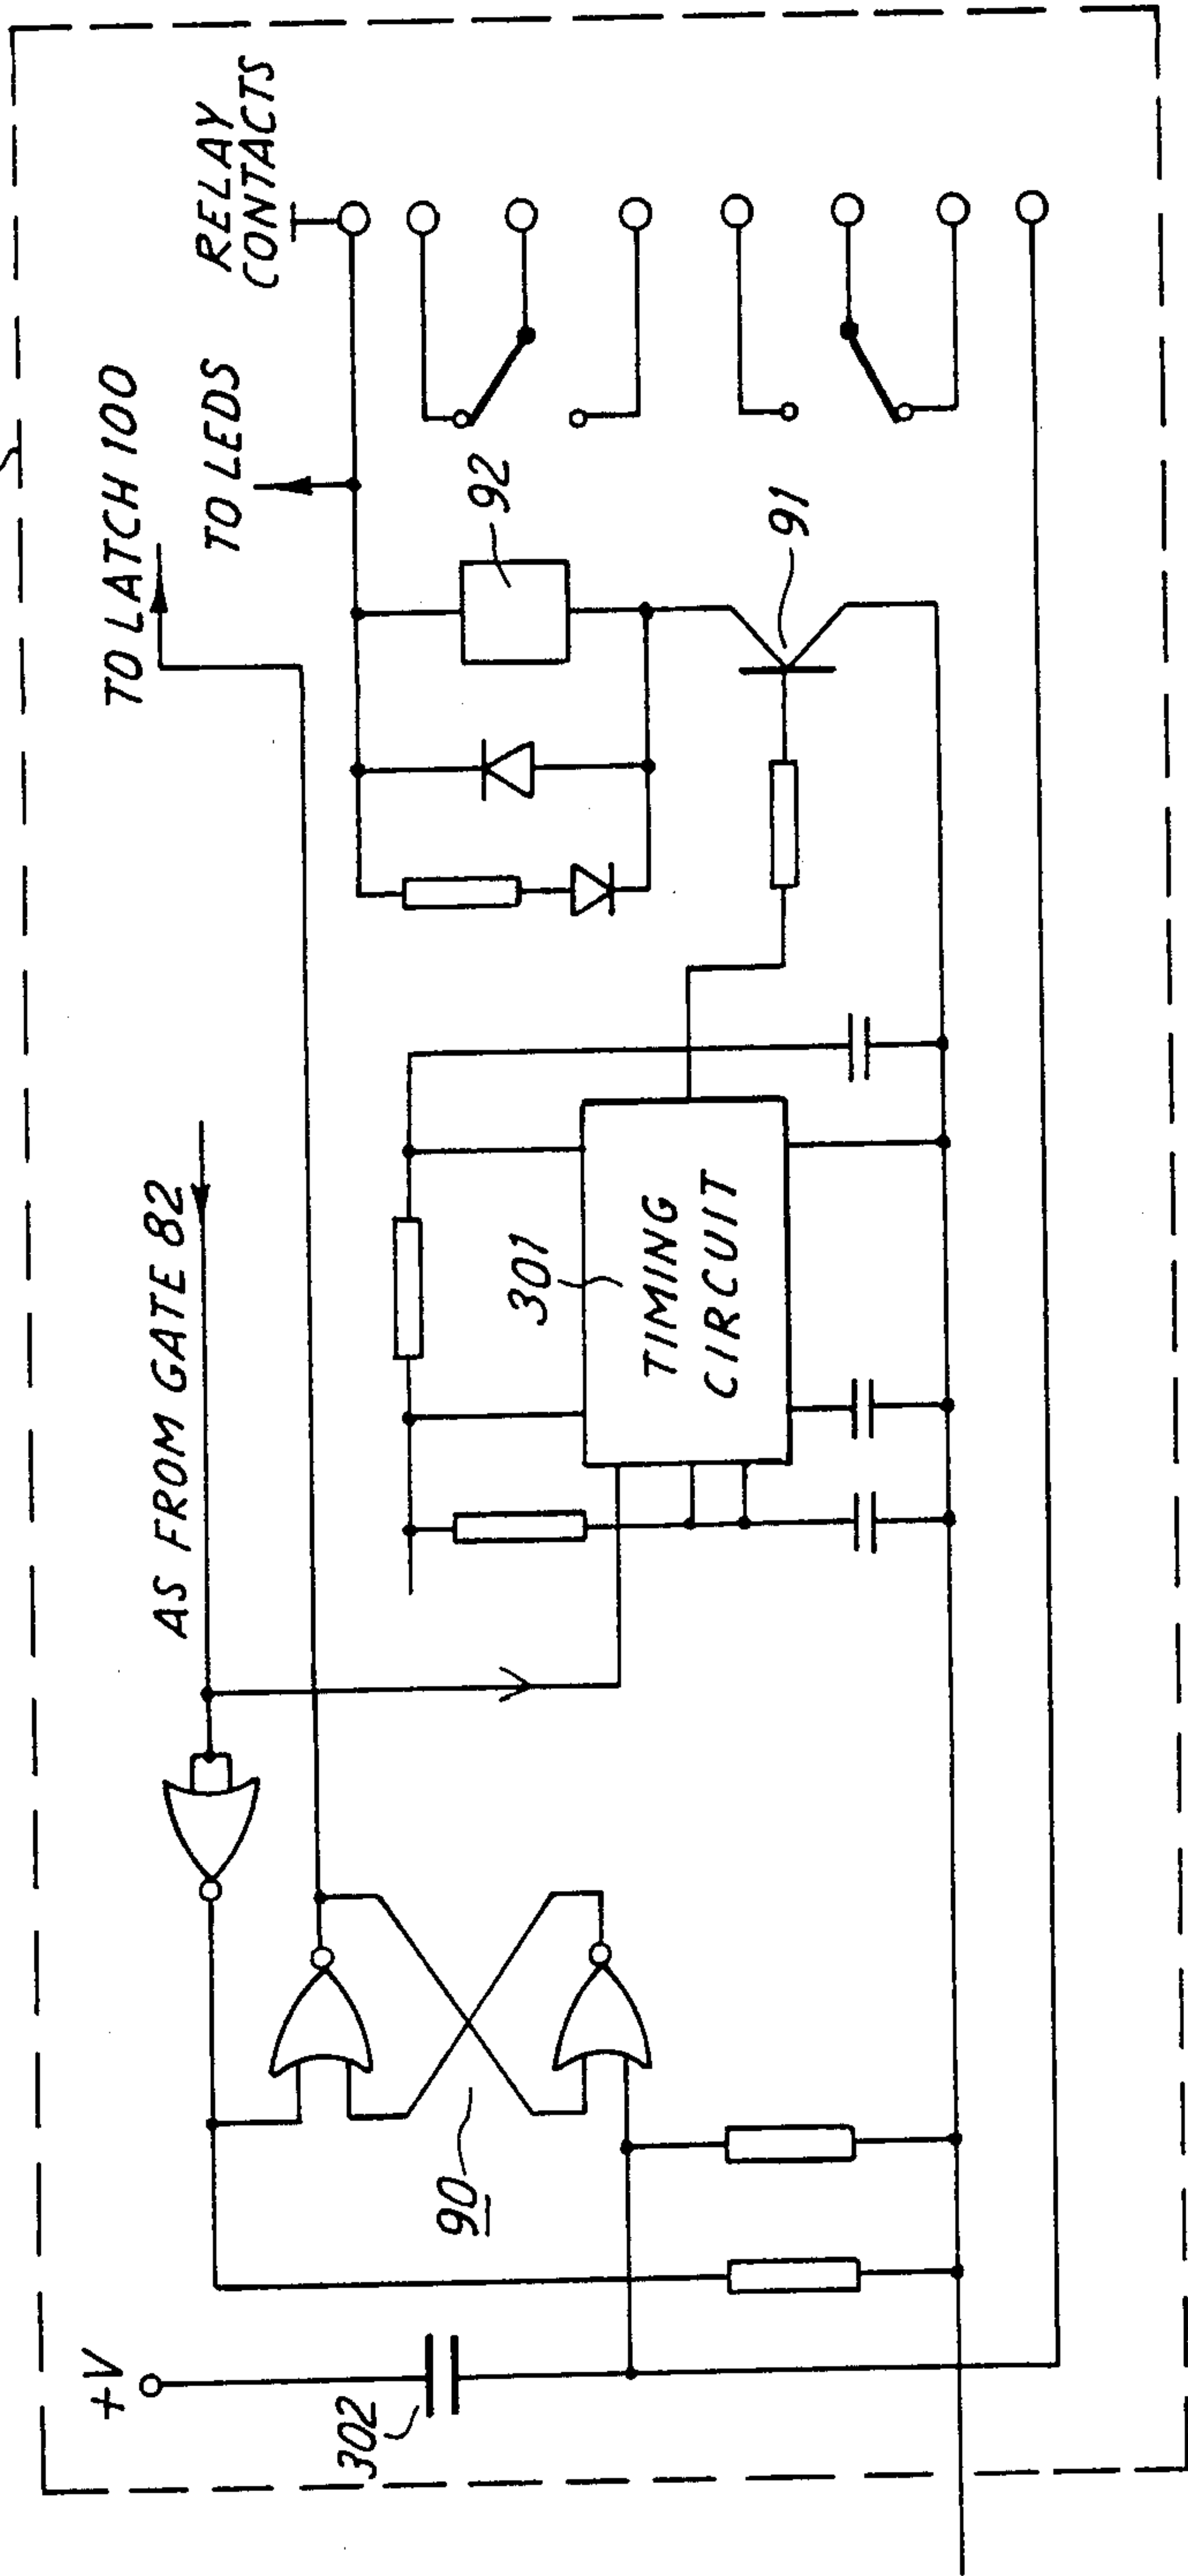 +V
302
90
AS FROM GATE 82
301
TIMING
CIRCUIT
TO LATCH 100
TO LEDS
92
91
RELAY
CONTACTS